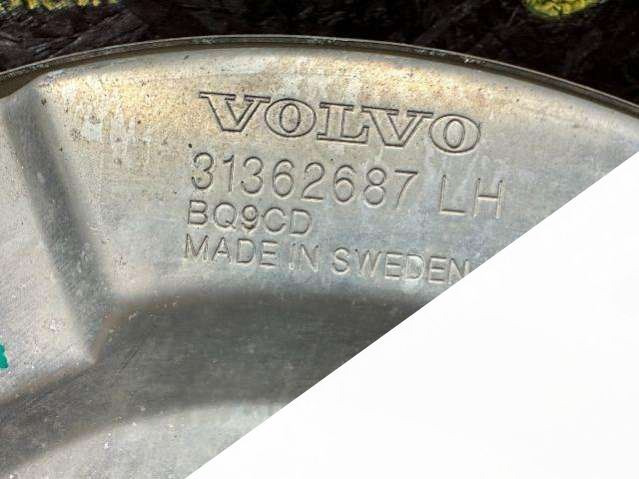 VOLVO
31362687 LH
BQ9CD
MADE IN SWEDEN